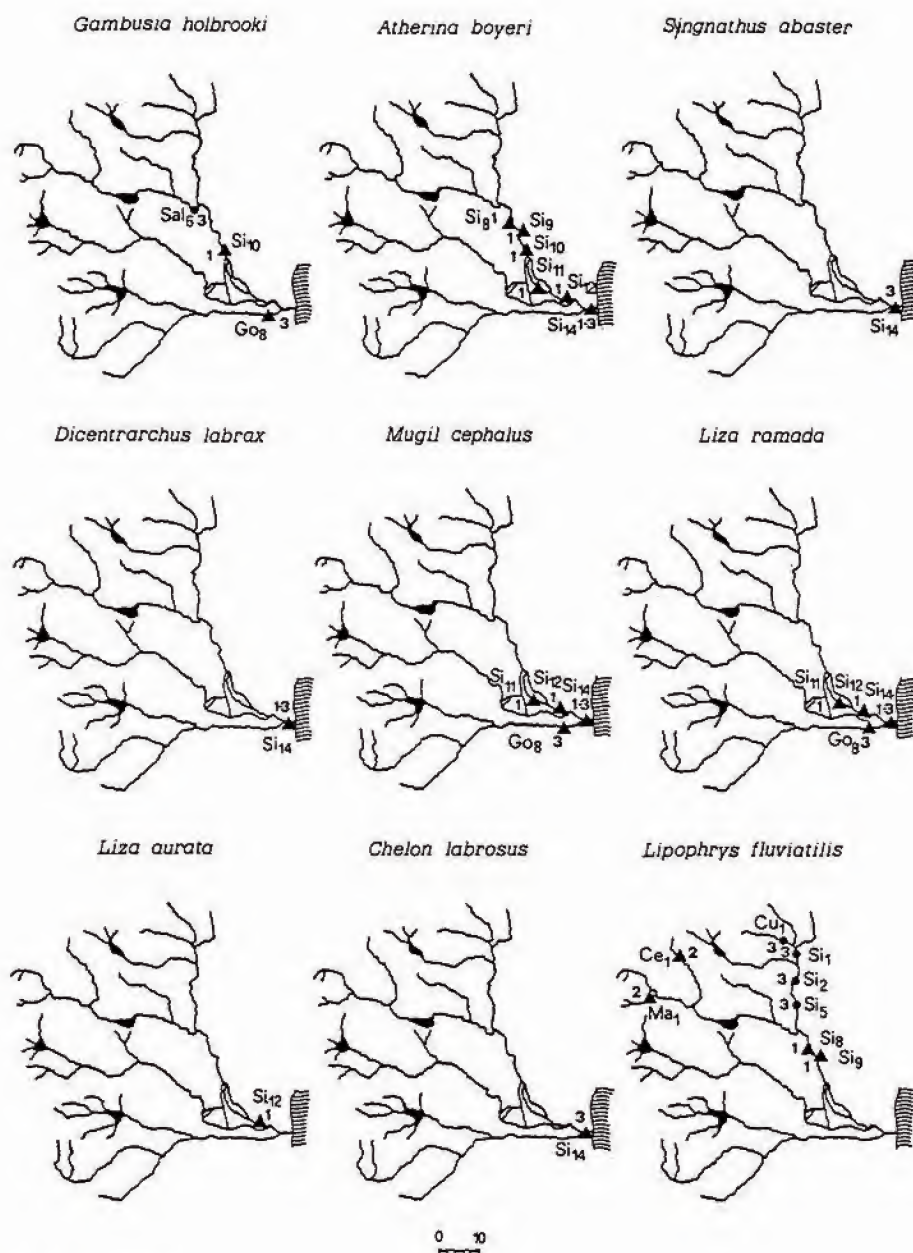 Gambusia holbrooki
Atherina boyeri
Syngnathus abaster
Sal6 3
1 Si10
Go8 3
Si8 1
1 Si9
1 Si10
Si11
1
1 Si12
Si14 1-3
3
Si14
Dicentrarchus labrax
Mugil cephalus
Liza ramada
1-3
Si14
Si11 Si12
1 Si14
1 1-3
3
Go8
Si11 Si12
1 Si14
1 1-3
Go8 3
Liza aurata
Chelon labrosus
Lipophrys fluviatilis
Si12
1
3
Si14
Cu1
3 3 Si1
Ce1 2
3 Si2
2
Ma1
3 Si5
Si8
1
1 Si9
0 10